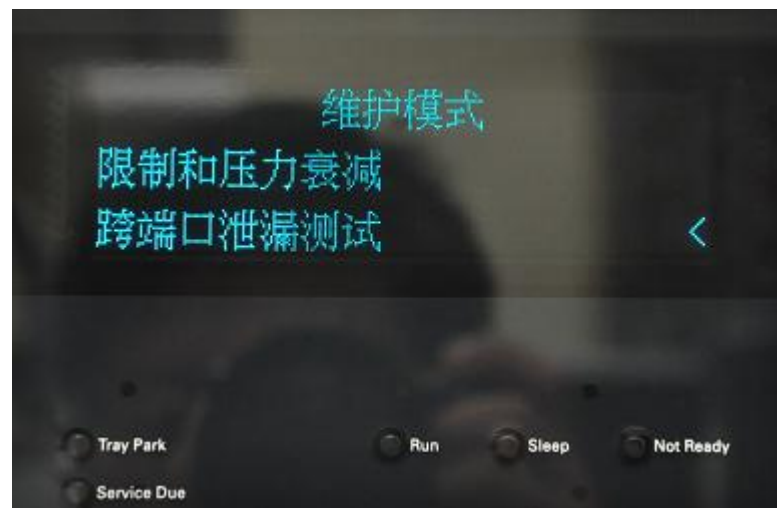 维护模式
限制和压力衰减
跨端口泄漏测试 <
Tray Park
Run
Sleep
Not Ready
Service Due